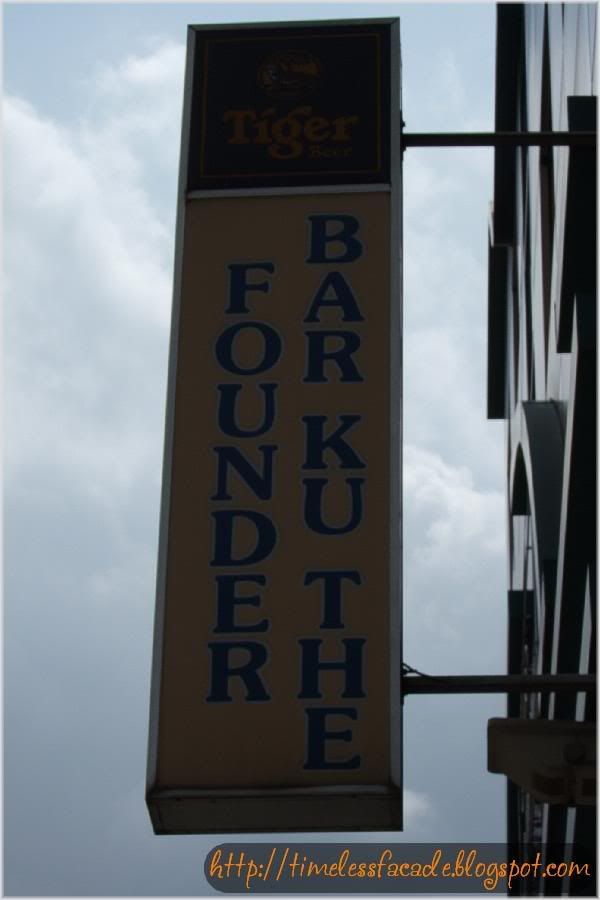 Tiger
Beer
FOUNDER
BAR KU THE
http://timelessfacade.blogspot.com